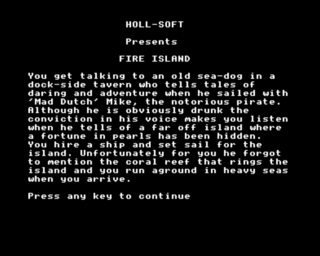 HOLL-SOFT
Presents
FIRE ISLAND
You get talking to an old sea-dog in a
dock-side tavern who tells tales of
daring and adventure when he sailed with
'Mad Dutch' Mike, the notorious pirate.
Although he is obviously drunk the
conviction in his voice makes you listen
when he tells of a far off island where
a fortune in pearls has been hidden.
You hire a ship and set sail for the
island. Unfortunately for you he forgot
to mention the coral reef that rings the
island and you run aground in heavy seas
when you arrive.
Press any key to continue